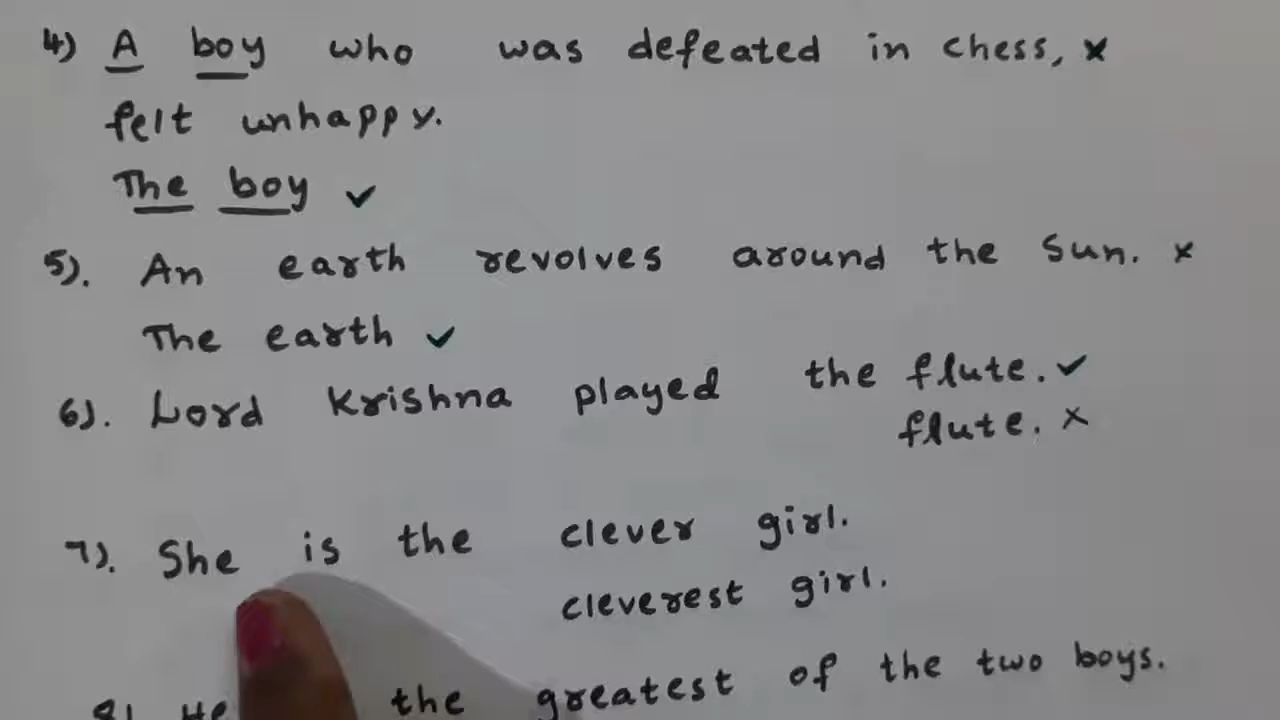 4) A boy who was defeated in chess, x
felt unhappy.
The boy ✓
5). An earth revolves around the Sun. x
The earth ✓
6). Lord Krishna played the flute. ✓
flute. x
7). She is the clever girl.
cleverest girl.
8). He the greatest of the two boys.